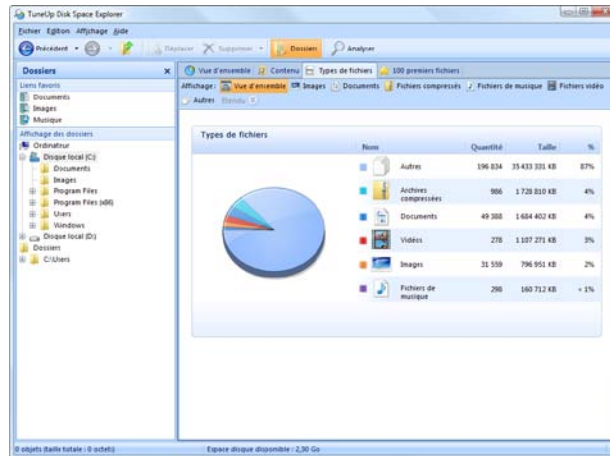 TuneUp Disk Space Explorer
Fichier Edition Affichage Aide
Précédent Déplacer Supprimer Dossiers Analyser
Dossiers
Vue d'ensemble Contenu Types de fichiers 100 premiers fichiers
Liens favoris
Affichage: Vue d'ensemble Images Documents Fichiers compressés Fichiers de musique Fichiers vidéo
Documents
Autres
Images
Musique
Affichage des dossiers
Ordinateur
Disque local (C:)
Documents
Images
Program Files
Program Files (x86)
Users
Windows
Disque local (D:)
Dossiers
C:\Users
Types de fichiers
Nom Quantité Taille %
Autres 196 834 35 433 331 KB 87%
Archives compressées 986 1 728 810 KB 4%
Documents 49 388 1 684 402 KB 4%
Vidéos 278 1 107 271 KB 3%
Images 31 559 796 951 KB 2%
Fichiers de musique 298 160 712 KB < 1%
0 objets (taille totale : 0 octets) Espace disque disponible : 2,30 Go